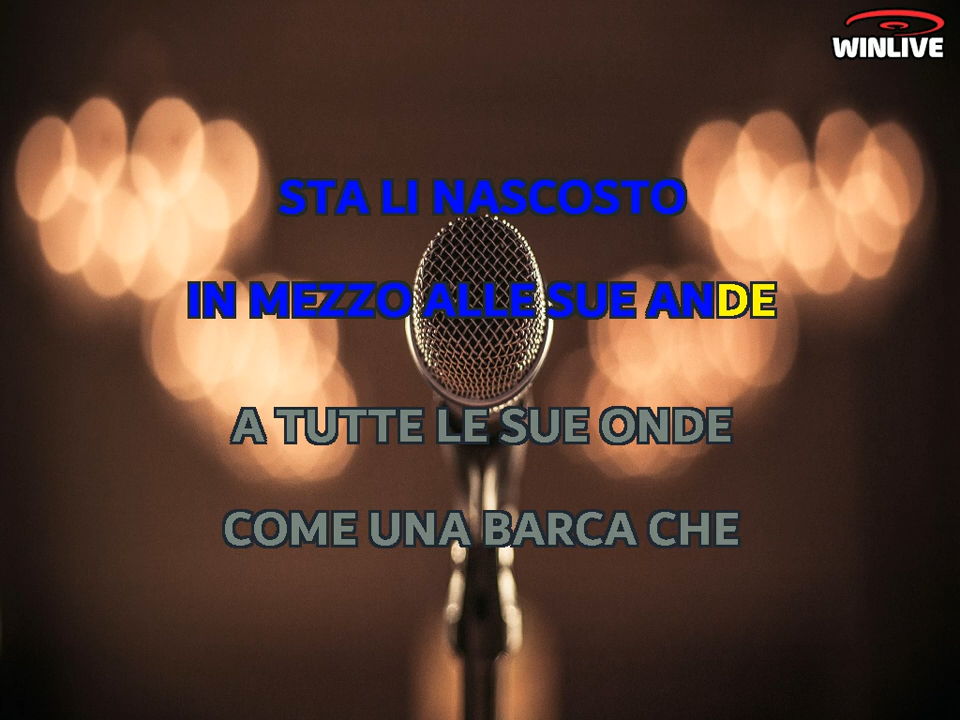 WINLIVE
STA LI NASCOSTO
IN MEZZO ALLE SUE ANDE
A TUTTE LE SUE ONDE
COME UNA BARCA CHE